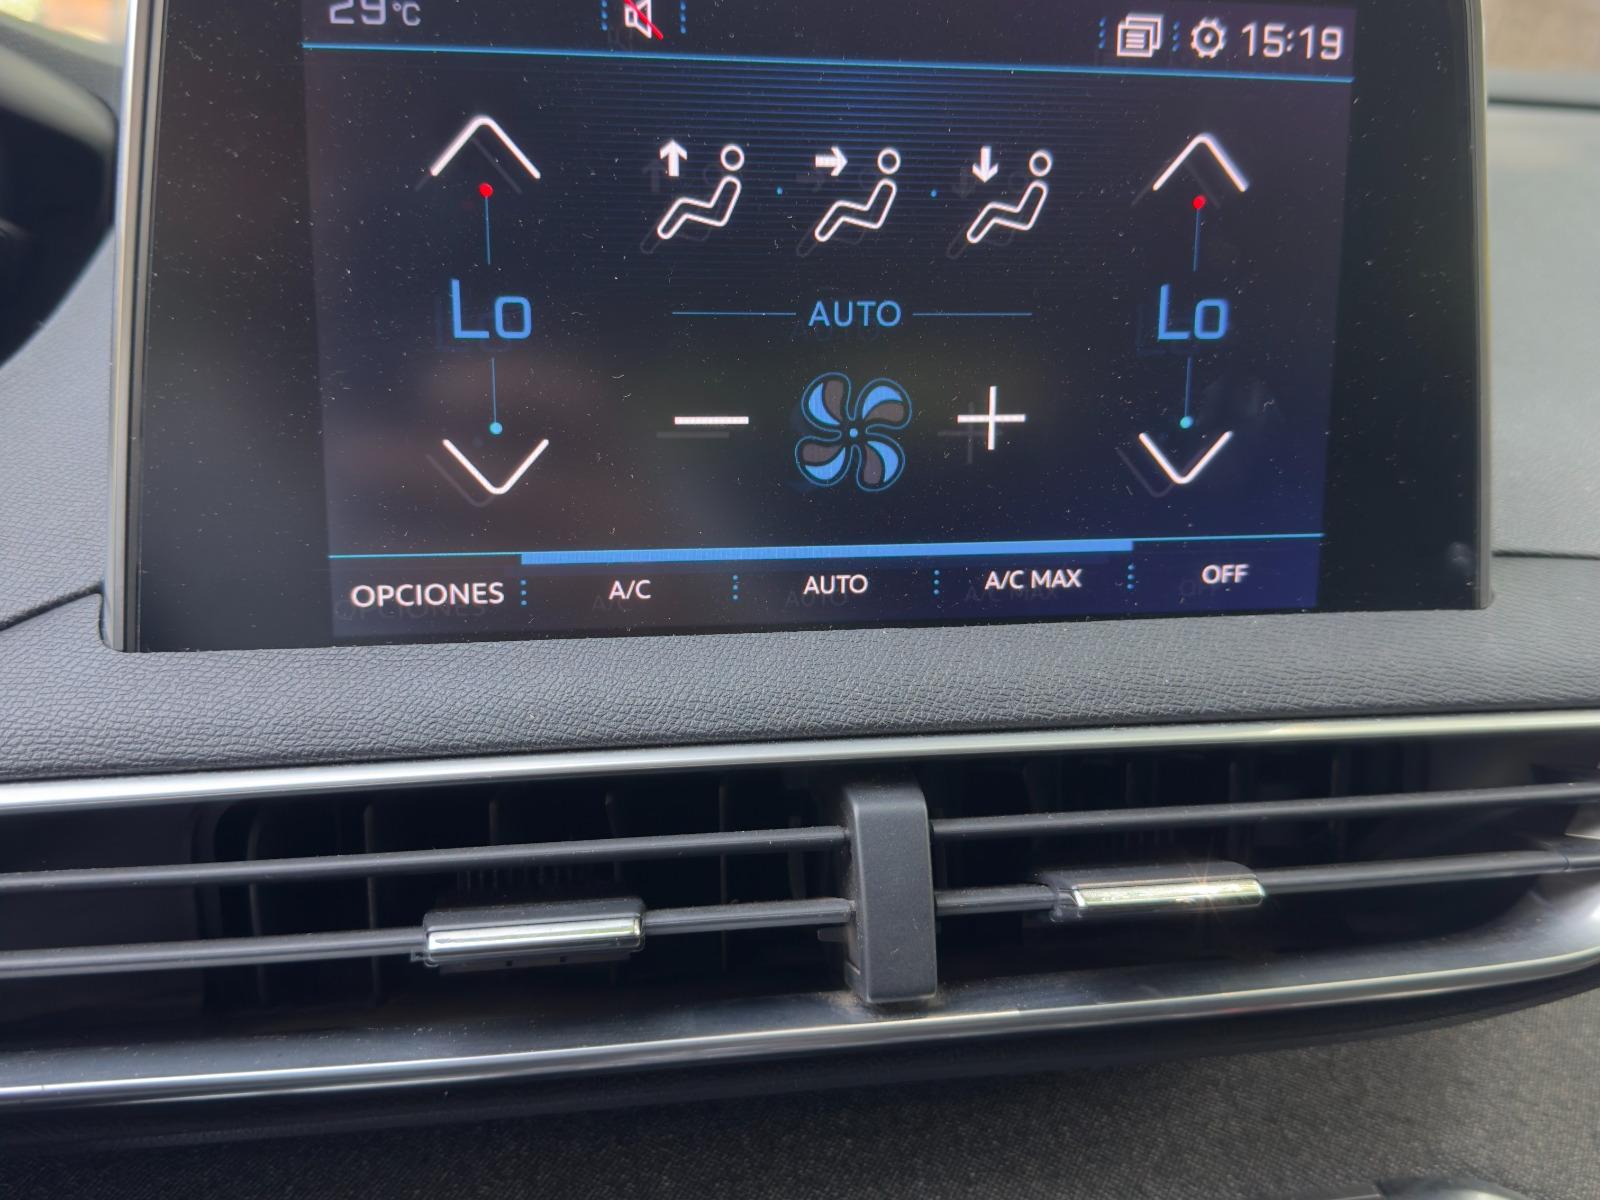 29°C 15:19
Lo Lo
AUTO
OPCIONES A/C AUTO A/C MAX OFF